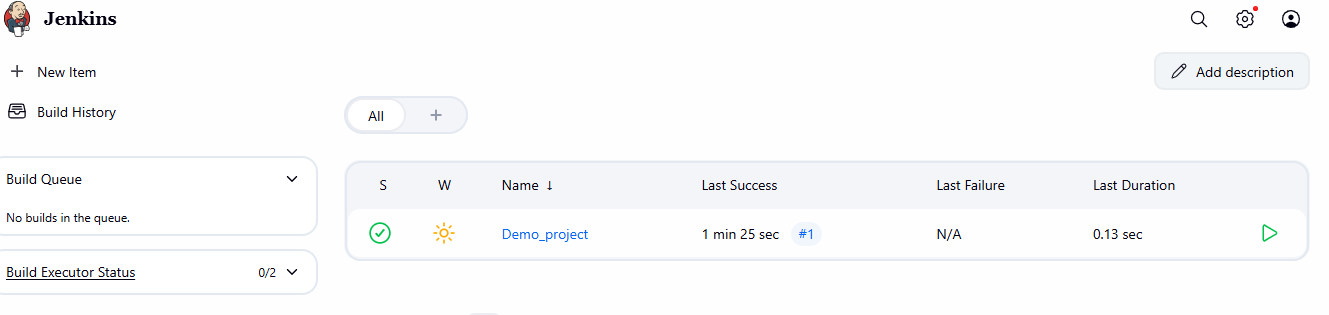 Jenkins
New Item
Add description
Build History
All
Build Queue
No builds in the queue.
Build Executor Status 0/2
S W Name ↓ Last Success Last Failure Last Duration
Demo_project 1 min 25 sec #1 N/A 0.13 sec